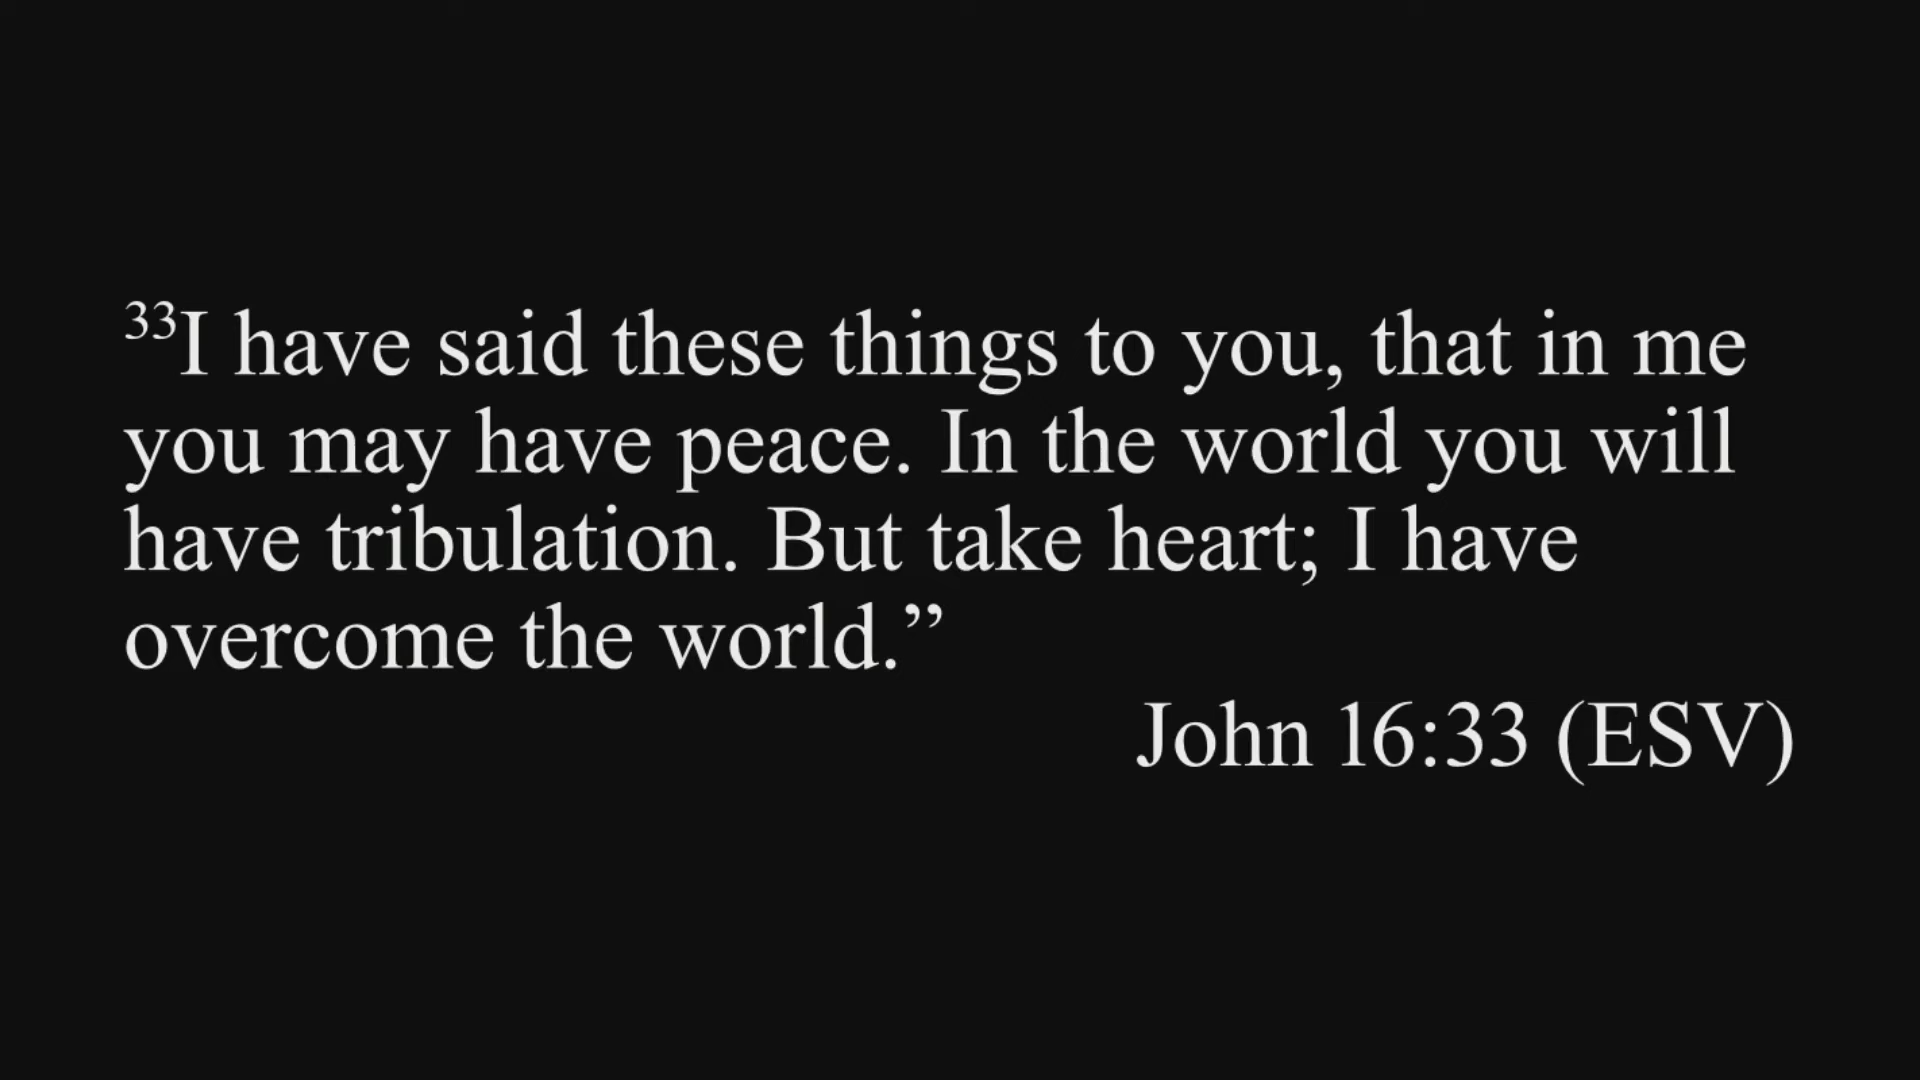 33I have said these things to you, that in me
you may have peace. In the world you will
have tribulation. But take heart; I have
overcome the world.”
John 16:33 (ESV)